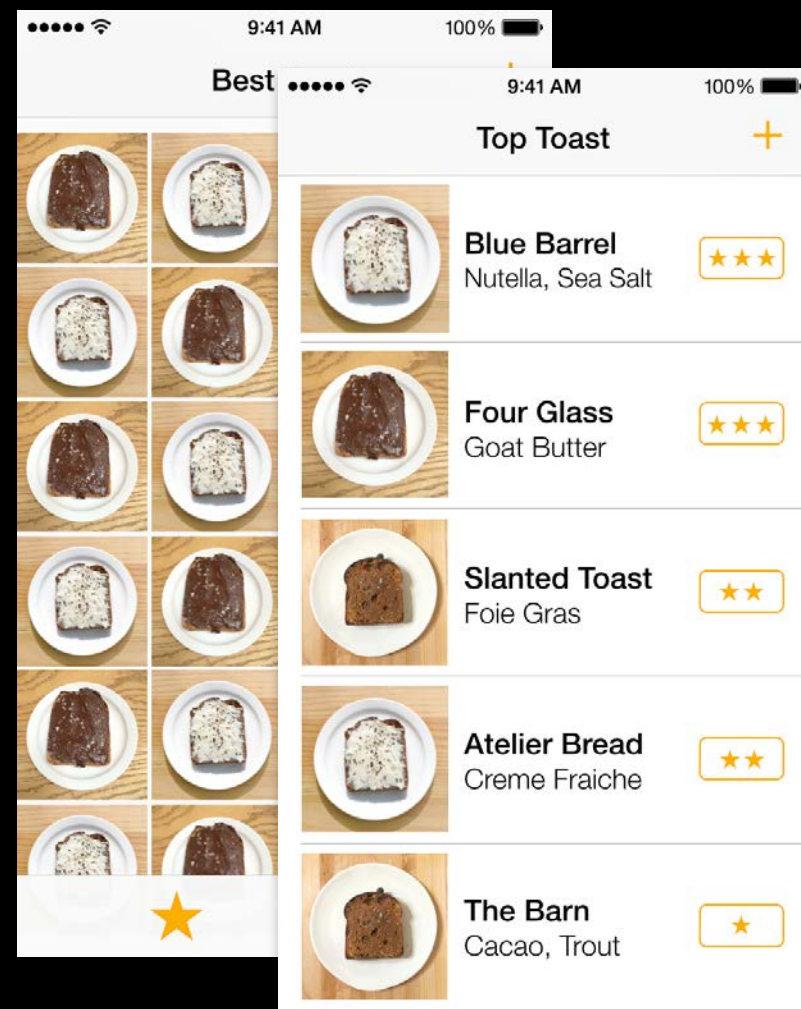 9:41 AM
100%
Best
9:41 AM
100%
Top Toast
+
Blue Barrel
Nutella, Sea Salt
★★★
Four Glass
Goat Butter
★★★
Slanted Toast
Foie Gras
★★
Atelier Bread
Creme Fraiche
★★
The Barn
Cacao, Trout
★